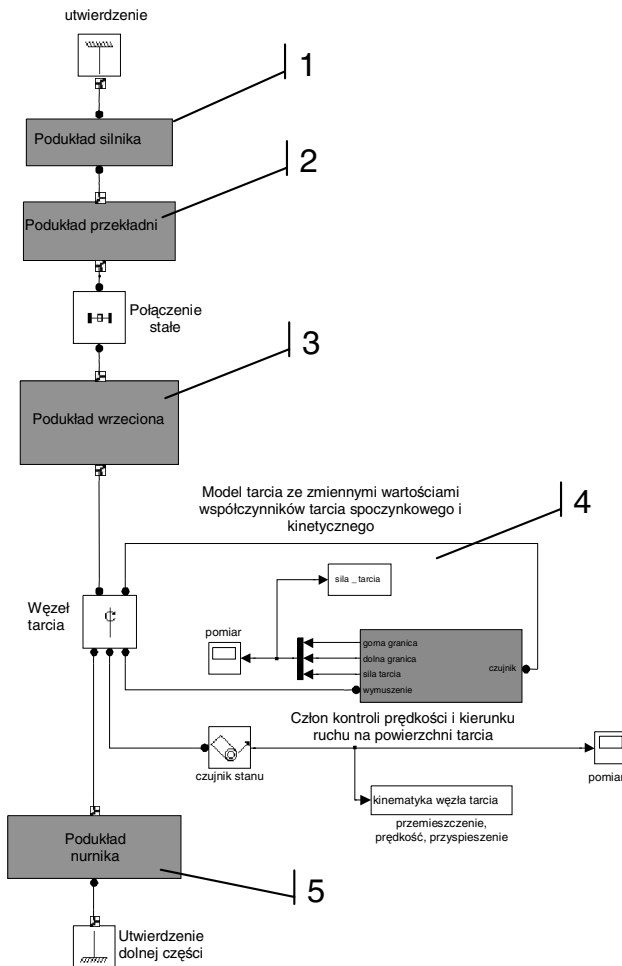 utwierdzenie
1
Podukład silnika
2
Podukład przekładni
Połączenie
stałe
3
Podukład wrzeciona
Model tarcia ze zmiennymi wartościami
współczynników tarcia spoczynkowego i
kinetycznego
4
sila _ tarcia
Węzeł
tarcia
pomiar
gorna granica
dolna granica
sila tarcia
wymuszenie
czujnik
Człon kontroli prędkości i kierunku
ruchu na powierzchni tarcia
czujnik stanu
pomiar
kinematyka węzła tarcia
przemieszczenie,
prędkość, przyspieszenie
Podukład
nurnika
5
Utwierdzenie
dolnej części